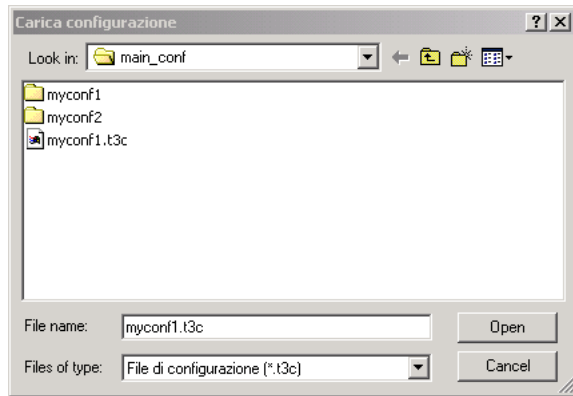 Carica configurazione
Look in: main_conf
myconf1
myconf2
myconf1.t3c
File name: myconf1.t3c Open
Files of type: File di configurazione (*.t3c) Cancel